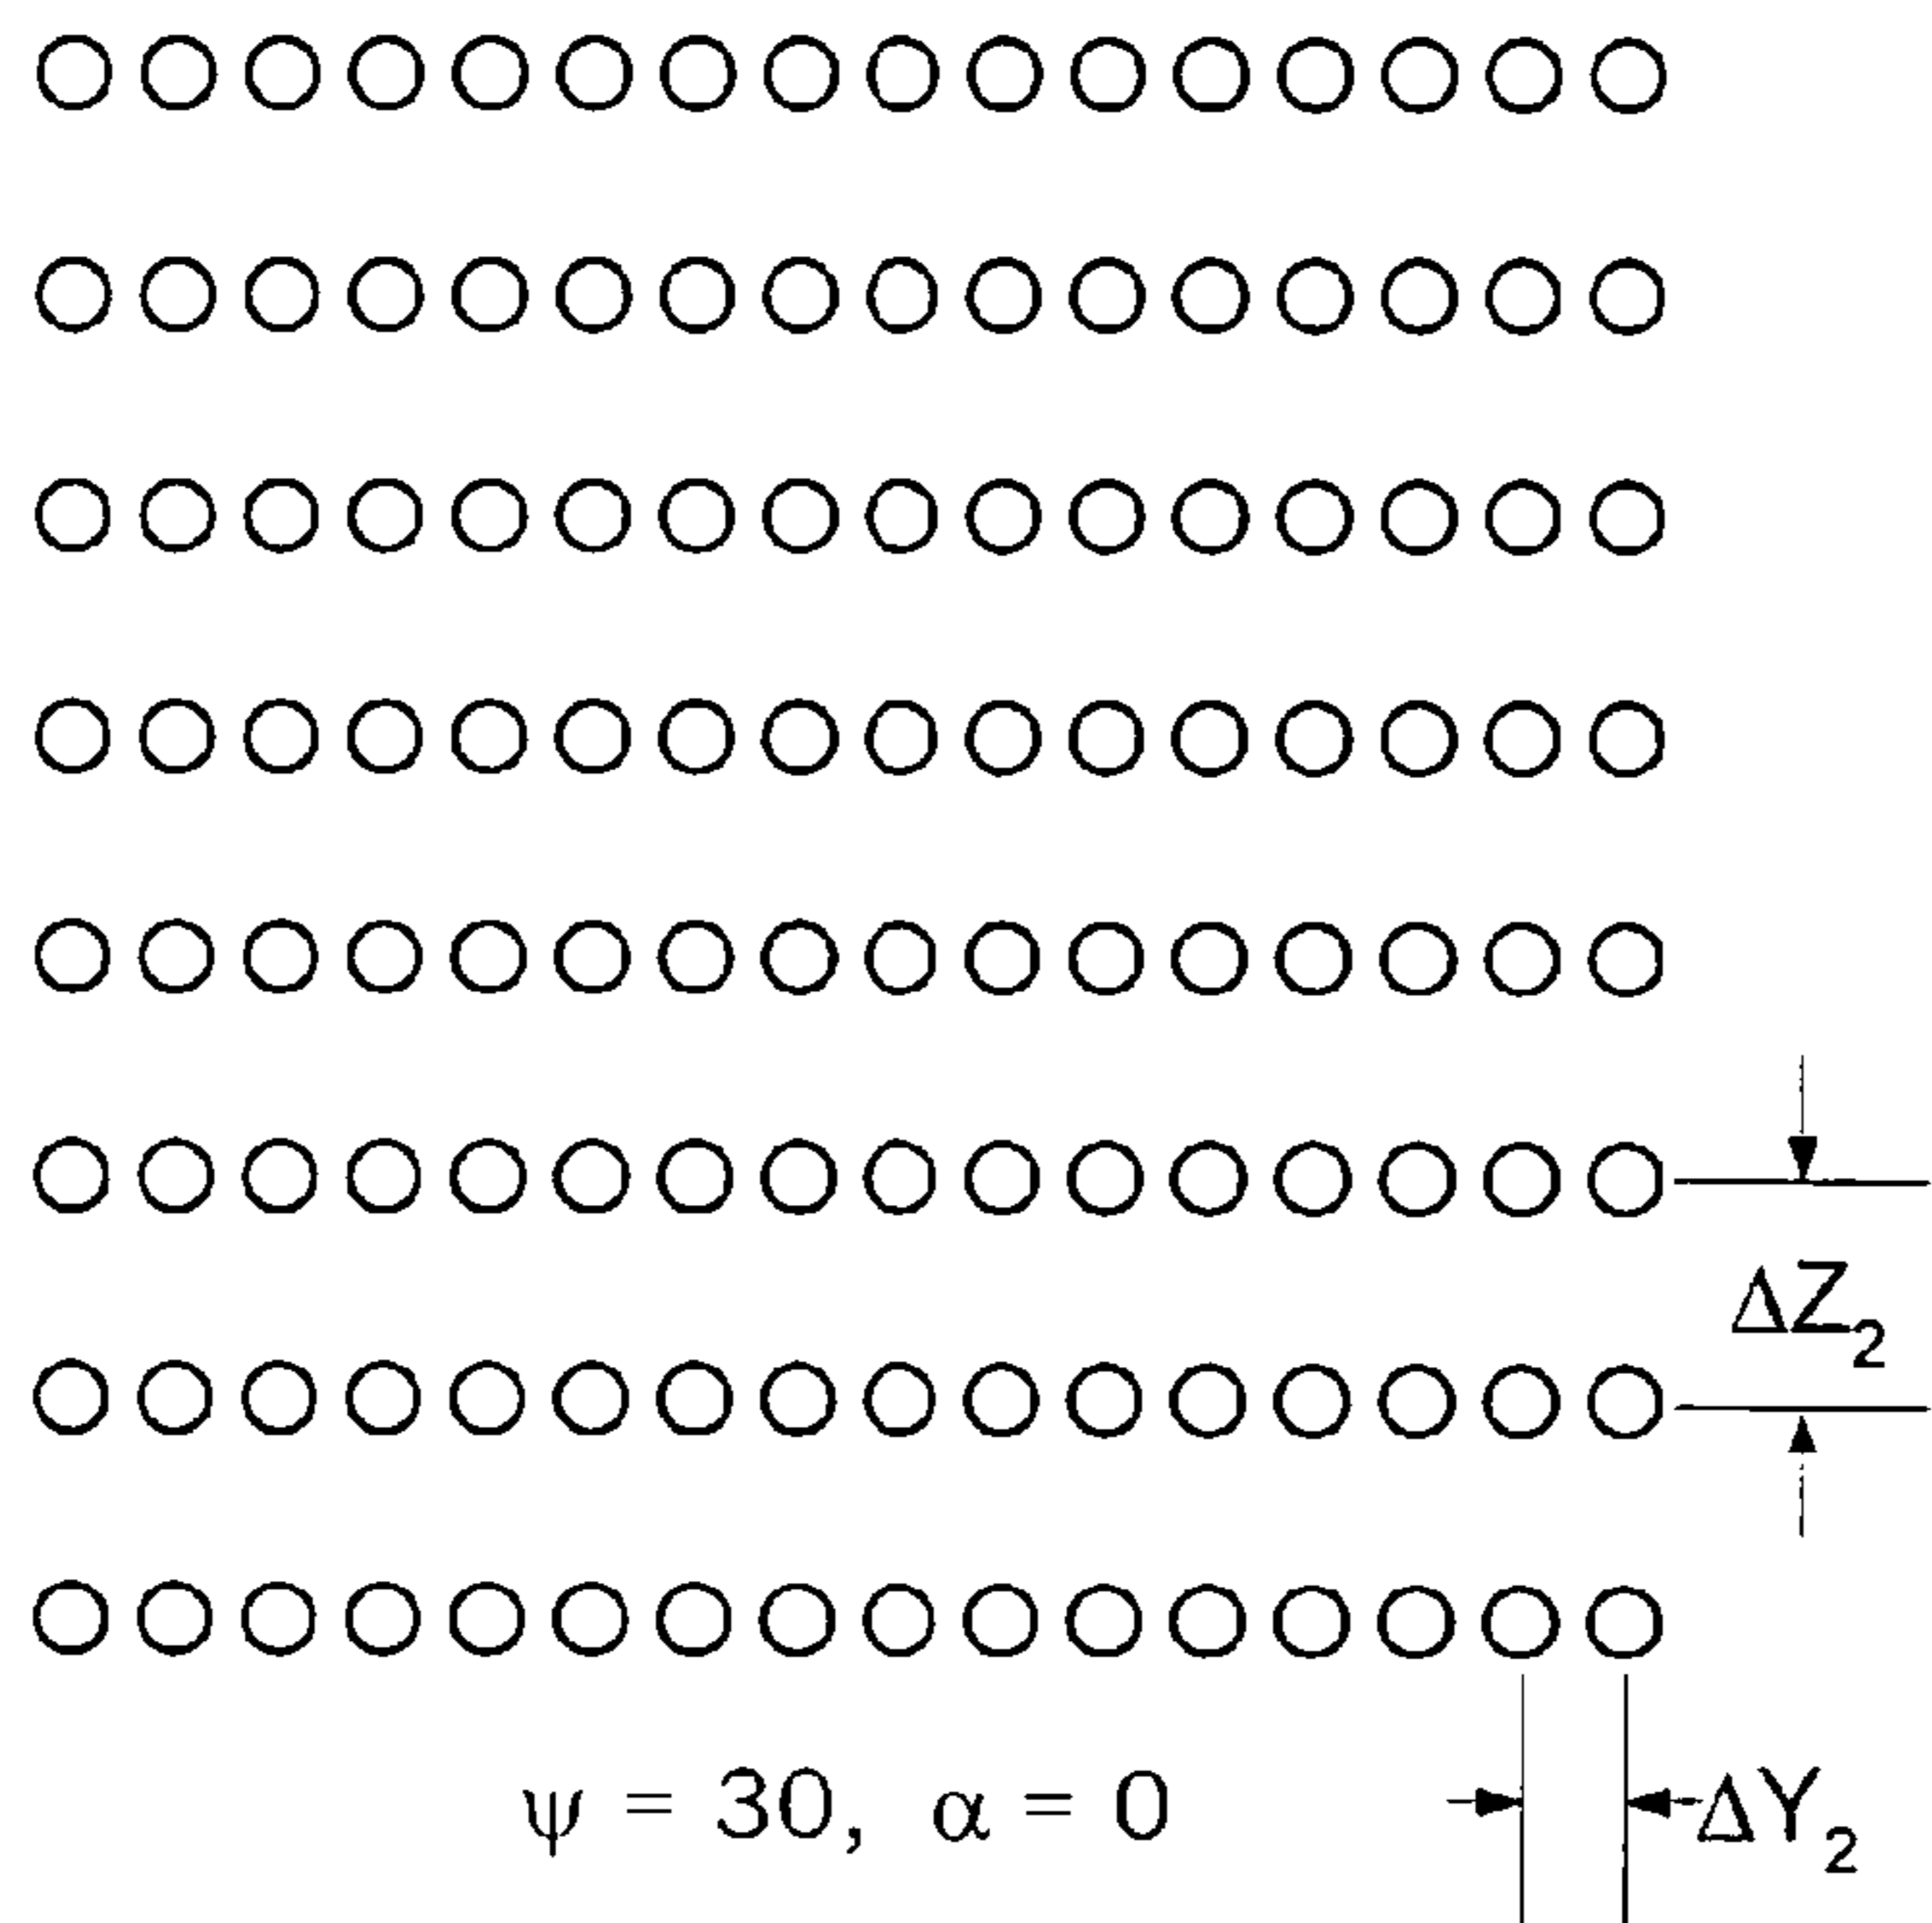 ΔZ₂
ψ = 30, α = 0
ΔY₂